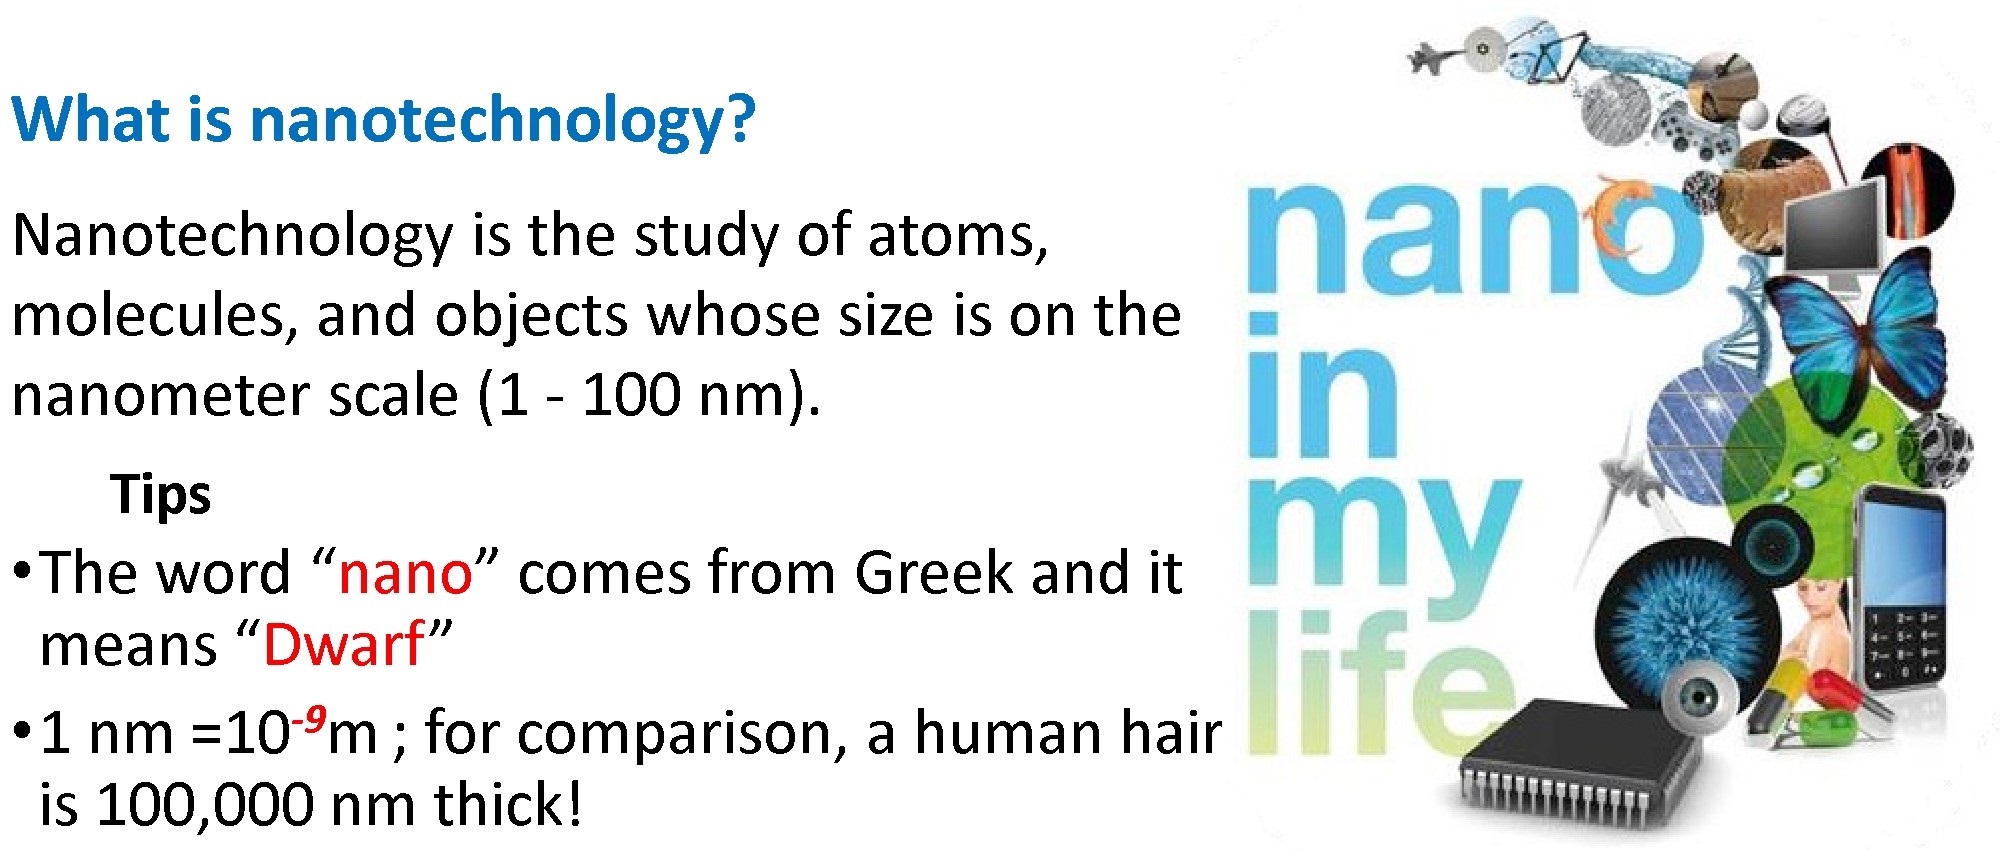 What is nanotechnology?
Nanotechnology is the study of atoms,
molecules, and objects whose size is on the
nanometer scale (1 - 100 nm).
Tips
•The word “nano” comes from Greek and it
means “Dwarf”
•1 nm =10⁻⁹m ; for comparison, a human hair
is 100,000 nm thick!
nano
in
my
life